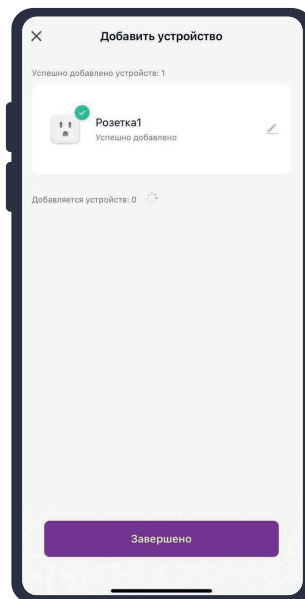 Добавить устройство
Успешно добавлено устройств: 1
Розетка1
Успешно добавлено
Добавляется устройств: 0
Завершено